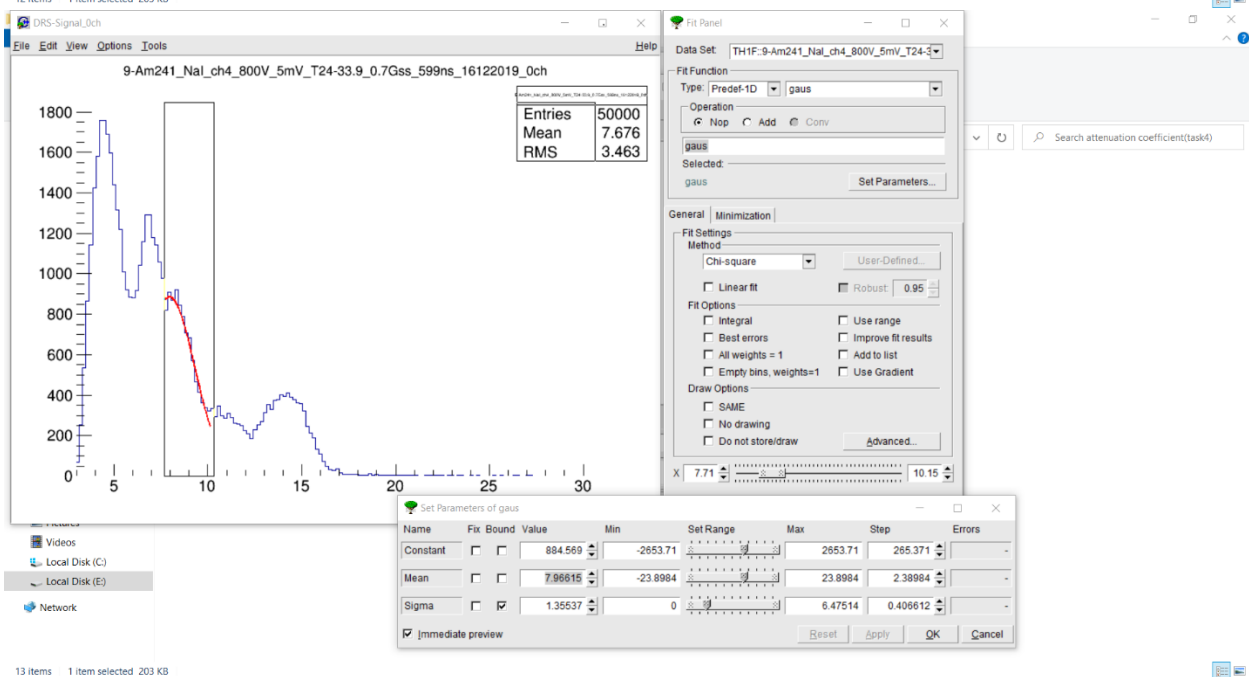 12 items 1 item selected 203 KB
DRS-Signal_0ch
File Edit View Options Tools Help
9-Am241_NaI_ch4_800V_5mV_T24-33.9_0.7Gss_599ns_16122019_0ch
Entries 50000
Mean 7.676
RMS 3.463
1800
1600
1400
1200
1000
800
600
400
200
0
5 10 15 20 25 30
Fit Panel
Data Set: TH1F::9-Am241_NaI_ch4_800V_5mV_T24-3
Fit Function
Type: Predef-1D gaus
Operation
Nop Add Conv
gaus
Selected:
gaus Set Parameters...
General Minimization
Fit Settings
Method
Chi-square User-Defined...
Linear fit Robust: 0.95
Fit Options
Integral Use range
Best errors Improve fit results
All weights = 1 Add to list
Empty bins, weights=1 Use Gradient
Draw Options
SAME
No drawing
Do not store/draw Advanced...
X 7.71 10.15
Search attenuation coefficient(task4)
Pictures
Videos
Local Disk (C:)
Local Disk (E:)
Network
Set Parameters of gaus
Name Fix Bound Value Min Set Range Max Step Errors
Constant 884.569 -2653.71 2653.71 265.371 -
Mean 7.96615 -23.8984 23.8984 2.38984 -
Sigma 1.35537 0 6.47514 0.406612 -
Immediate preview Reset Apply OK Cancel
13 items 1 item selected 203 KB